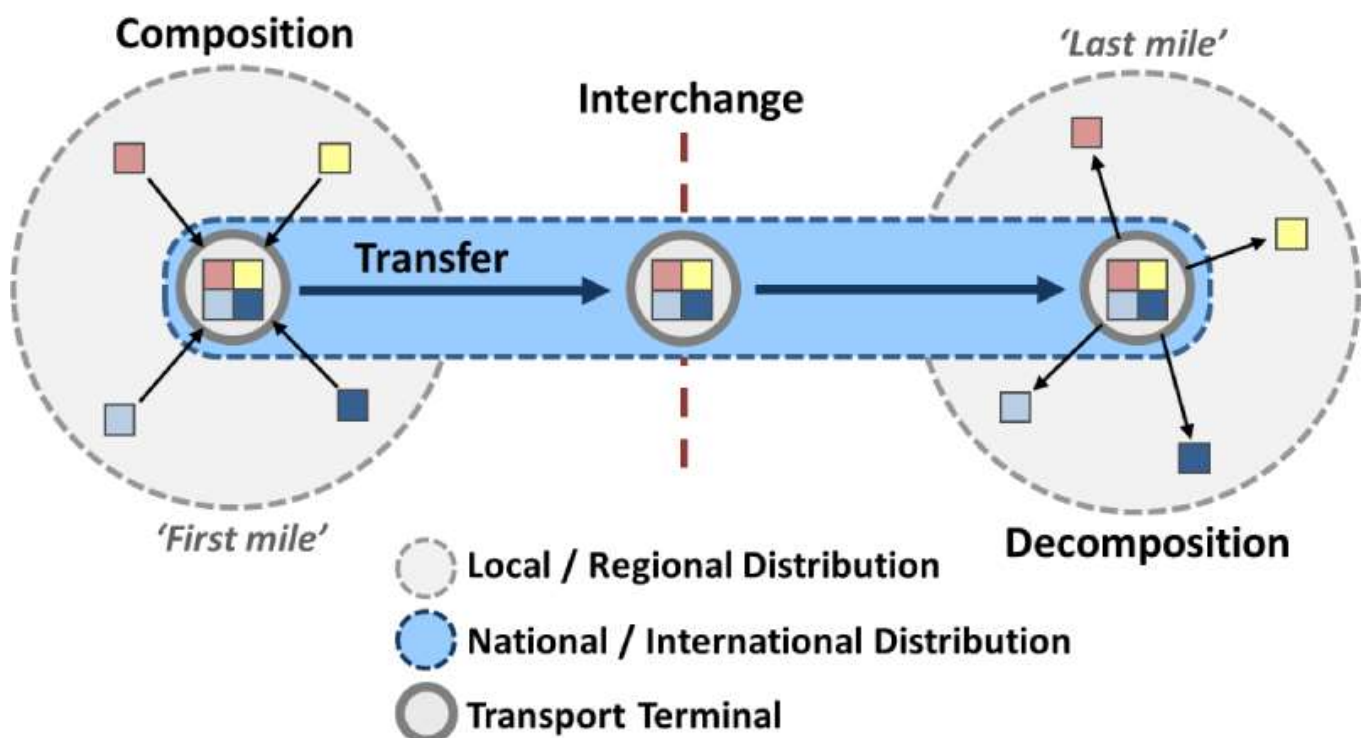 Composition
'Last mile'
Interchange
Transfer
'First mile'
Decomposition
Local / Regional Distribution
National / International Distribution
Transport Terminal